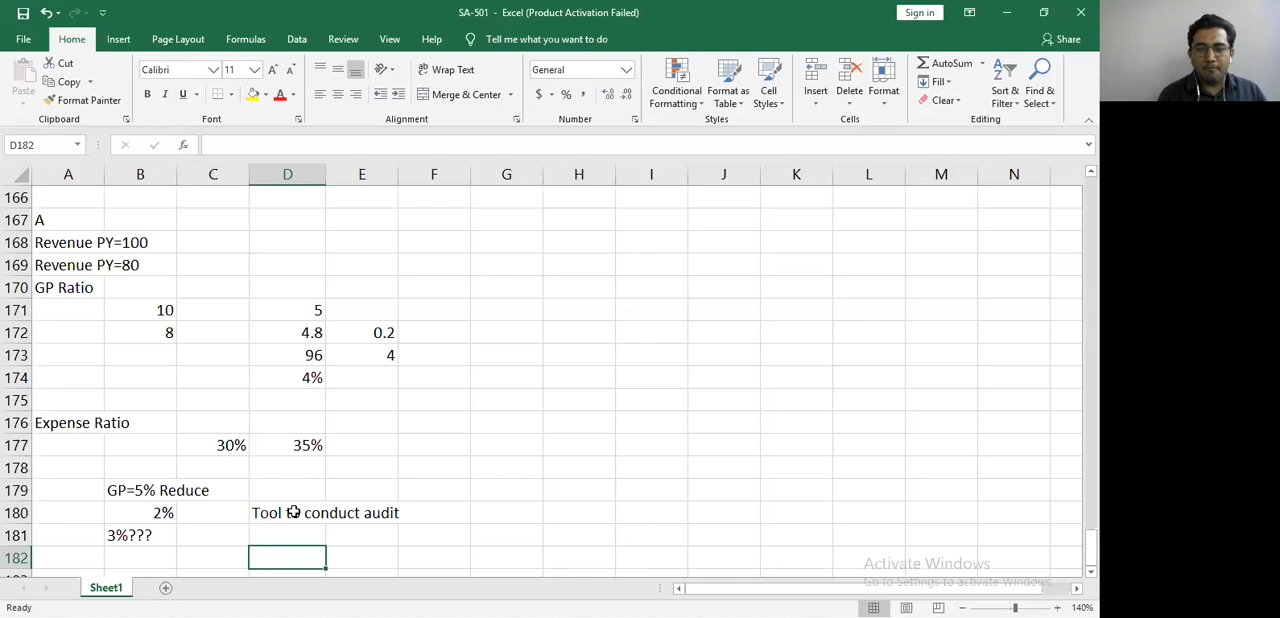 SA-501 - Excel (Product Activation Failed)
Sign in
File Home Insert Page Layout Formulas Data Review View Help Tell me what you want to do Share
Cut
Copy
Format Painter
Paste
Clipboard
Calibri 11
B I U
Font
Wrap Text
Merge & Center
Alignment
General
$ % ,
Number
Conditional Formatting
Format as Table
Cell Styles
Styles
Insert Delete Format
Cells
AutoSum
Fill
Clear
Sort & Filter
Find & Select
Editing
D182 fx
A B C D E F G H I J K L M N
166
167 A
168 Revenue PY=100
169 Revenue PY=80
170 GP Ratio
171 10 5
172 8 4.8 0.2
173 96 4
174 4%
175
176 Expense Ratio
177 30% 35%
178
179 GP=5% Reduce
180 2% Tool to conduct audit
181 3%???
182
Activate Windows
Go to Settings to activate Windows.
Sheet1
Ready
140%